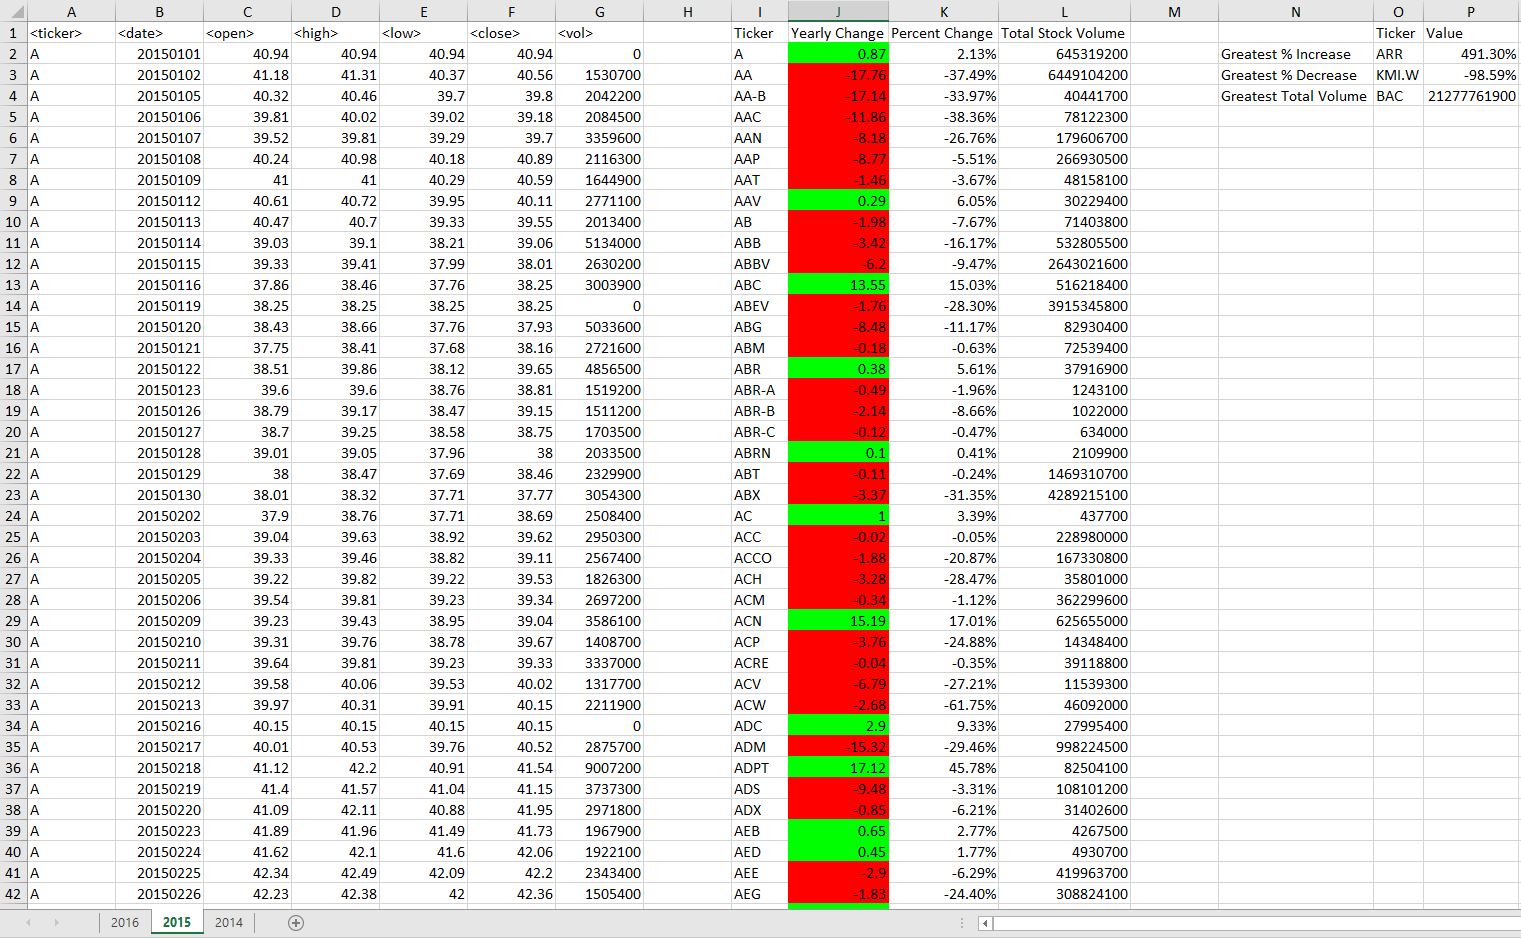 A B C D E F G H I J K L M N O P
1 <ticker> <date> <open> <high> <low> <close> <vol> Ticker Yearly Change Percent Change Total Stock Volume Ticker Value
2 A 20150101 40.94 40.94 40.94 40.94 0 A 0.87 2.13% 645319200 Greatest % Increase ARR 491.30%
3 A 20150102 41.18 41.31 40.37 40.56 1530700 AA -17.76 -37.49% 6449104200 Greatest % Decrease KMI.W -98.59%
4 A 20150105 40.32 40.46 39.7 39.8 2042200 AA-B -17.14 -33.97% 40441700 Greatest Total Volume BAC 21277761900
5 A 20150106 39.81 40.02 39.02 39.18 2084500 AAC -11.86 -38.36% 78122300
6 A 20150107 39.52 39.81 39.29 39.7 3359600 AAN -8.18 -26.76% 179606700
7 A 20150108 40.24 40.98 40.18 40.89 2116300 AAP -8.77 -5.51% 266930500
8 A 20150109 41 41 40.29 40.59 1644900 AAT -1.46 -3.67% 48158100
9 A 20150112 40.61 40.72 39.95 40.11 2771100 AAV 0.29 6.05% 30229400
10 A 20150113 40.47 40.7 39.33 39.55 2013400 AB -1.98 -7.67% 71403800
11 A 20150114 39.03 39.1 38.21 39.06 5134000 ABB -3.42 -16.17% 532805500
12 A 20150115 39.33 39.41 37.99 38.01 2630200 ABBV -6.2 -9.47% 2643021600
13 A 20150116 37.86 38.46 37.76 38.25 3003900 ABC 13.55 15.03% 516218400
14 A 20150119 38.25 38.25 38.25 38.25 0 ABEV -1.76 -28.30% 3915345800
15 A 20150120 38.43 38.66 37.76 37.93 5033600 ABG -8.48 -11.17% 82930400
16 A 20150121 37.75 38.41 37.68 38.16 2721600 ABM -0.18 -0.63% 72539400
17 A 20150122 38.51 39.86 38.12 39.65 4856500 ABR 0.38 5.61% 37916900
18 A 20150123 39.6 39.6 38.76 38.81 1519200 ABR-A -0.49 -1.96% 1243100
19 A 20150126 38.79 39.17 38.47 39.15 1511200 ABR-B -2.14 -8.66% 1022000
20 A 20150127 38.7 39.25 38.58 38.75 1703500 ABR-C -0.12 -0.47% 634000
21 A 20150128 39.01 39.05 37.96 38 2033500 ABRN 0.1 0.41% 2109900
22 A 20150129 38 38.47 37.69 38.46 2329900 ABT -0.11 -0.24% 1469310700
23 A 20150130 38.01 38.32 37.71 37.77 3054300 ABX -3.37 -31.35% 4289215100
24 A 20150202 37.9 38.76 37.71 38.69 2508400 AC 1 3.39% 437700
25 A 20150203 39.04 39.63 38.92 39.62 2950300 ACC -0.02 -0.05% 228980000
26 A 20150204 39.33 39.46 38.82 39.11 2567400 ACCO -1.88 -20.87% 167330800
27 A 20150205 39.22 39.82 39.22 39.53 1826300 ACH -3.28 -28.47% 35801000
28 A 20150206 39.54 39.81 39.23 39.34 2697200 ACM -0.34 -1.12% 362299600
29 A 20150209 39.23 39.43 38.95 39.04 3586100 ACN 15.19 17.01% 625655000
30 A 20150210 39.31 39.76 38.78 39.67 1408700 ACP -3.76 -24.88% 14348400
31 A 20150211 39.64 39.81 39.23 39.33 3337000 ACRE -0.04 -0.35% 39118800
32 A 20150212 39.58 40.06 39.53 40.02 1317700 ACV -6.79 -27.21% 11539300
33 A 20150213 39.97 40.31 39.91 40.15 2211900 ACW -2.68 -61.75% 46092000
34 A 20150216 40.15 40.15 40.15 40.15 0 ADC 2.9 9.33% 27995400
35 A 20150217 40.01 40.53 39.76 40.52 2875700 ADM -15.32 -29.46% 998224500
36 A 20150218 41.12 42.2 40.91 41.54 9007200 ADPT 17.12 45.78% 82504100
37 A 20150219 41.4 41.57 41.04 41.15 3737300 ADS -9.48 -3.31% 108101200
38 A 20150220 41.09 42.11 40.88 41.95 2971800 ADX -0.85 -6.21% 31402600
39 A 20150223 41.89 41.96 41.49 41.73 1967900 AEB 0.65 2.77% 4267500
40 A 20150224 41.62 42.1 41.6 42.06 1922100 AED 0.45 1.77% 4930700
41 A 20150225 42.34 42.49 42.09 42.2 2343400 AEE -2.9 -6.29% 419963700
42 A 20150226 42.23 42.38 42 42.36 1505400 AEG -1.83 -24.40% 308824100
2016 2015 2014